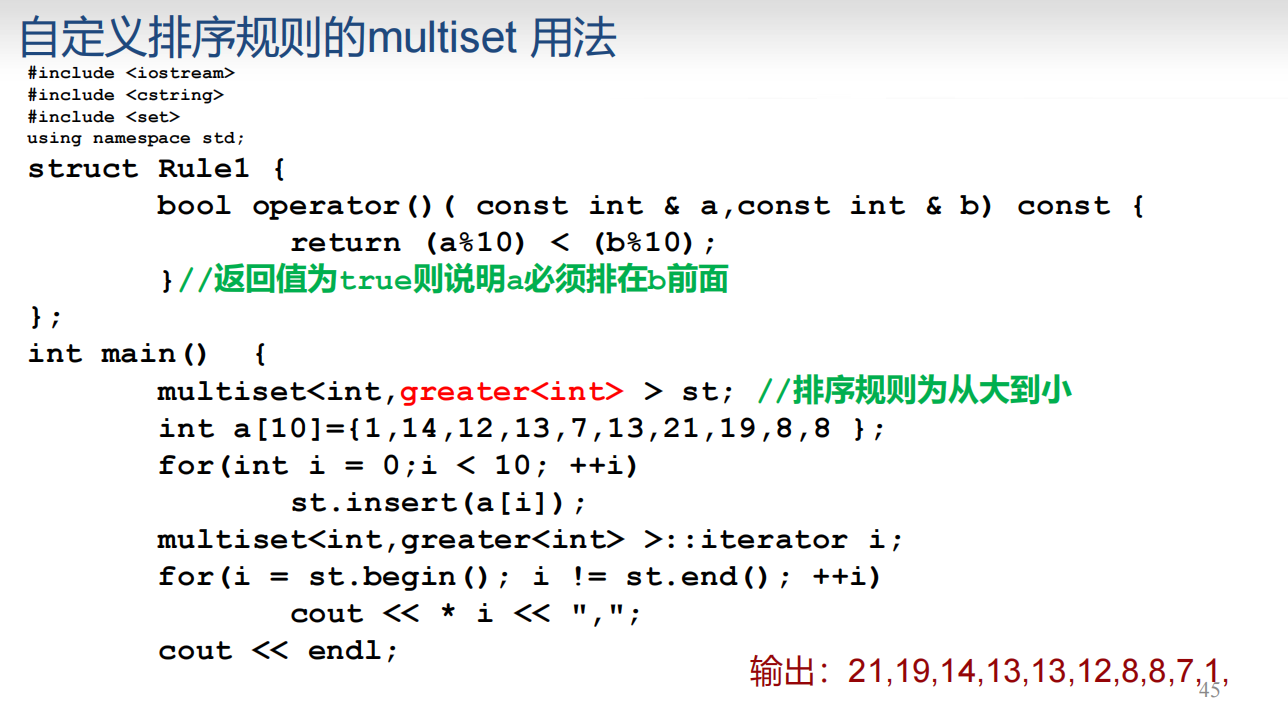 自定义排序规则的multiset 用法
#include <iostream>
#include <cstring>
#include <set>
using namespace std;
struct Rule1 {
bool operator()( const int & a,const int & b) const {
return (a%10) < (b%10);
}//返回值为true则说明a必须排在b前面
};
int main()  {
multiset<int,greater<int> > st; //排序规则为从大到小
int a[10]={1,14,12,13,7,13,21,19,8,8 };
for(int i = 0;i < 10; ++i)
st.insert(a[i]);
multiset<int,greater<int> >::iterator i;
for(i = st.begin(); i != st.end(); ++i)
cout << * i << ",";
cout << endl;
输出：21,19,14,13,13,12,8,8,7,1,
45